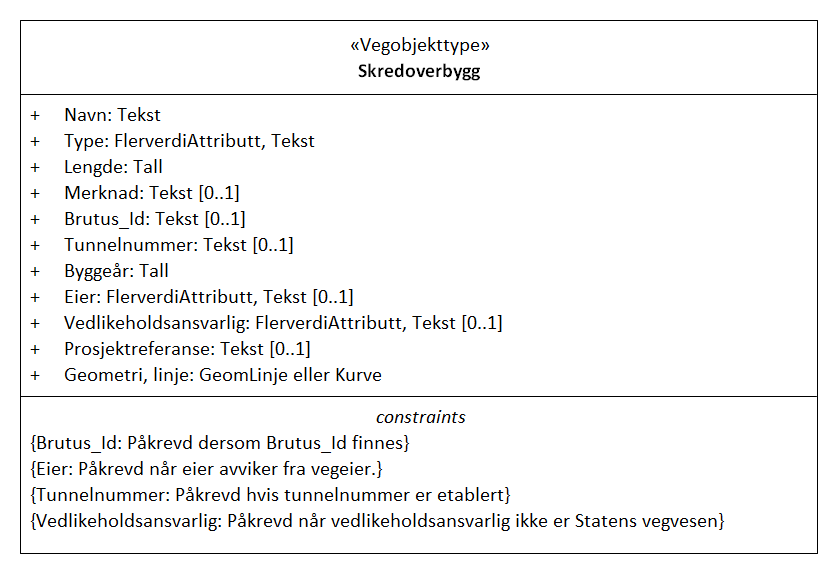 «Vegobjekttype»
Skredoverbygg
+ Navn: Tekst
+ Type: FlerverdiAttributt, Tekst
+ Lengde: Tall
+ Merknad: Tekst [0..1]
+ Brutus_Id: Tekst [0..1]
+ Tunnelnummer: Tekst [0..1]
+ Byggeår: Tall
+ Eier: FlerverdiAttributt, Tekst [0..1]
+ Vedlikeholdsansvarlig: FlerverdiAttributt, Tekst [0..1]
+ Prosjektreferanse: Tekst [0..1]
+ Geometri, linje: GeomLinje eller Kurve
constraints
{Brutus_Id: Påkrevd dersom Brutus_Id finnes}
{Eier: Påkrevd når eier avviker fra vegeier.}
{Tunnelnummer: Påkrevd hvis tunnelnummer er etablert}
{Vedlikeholdsansvarlig: Påkrevd når vedlikeholdsansvarlig ikke er Statens vegvesen}